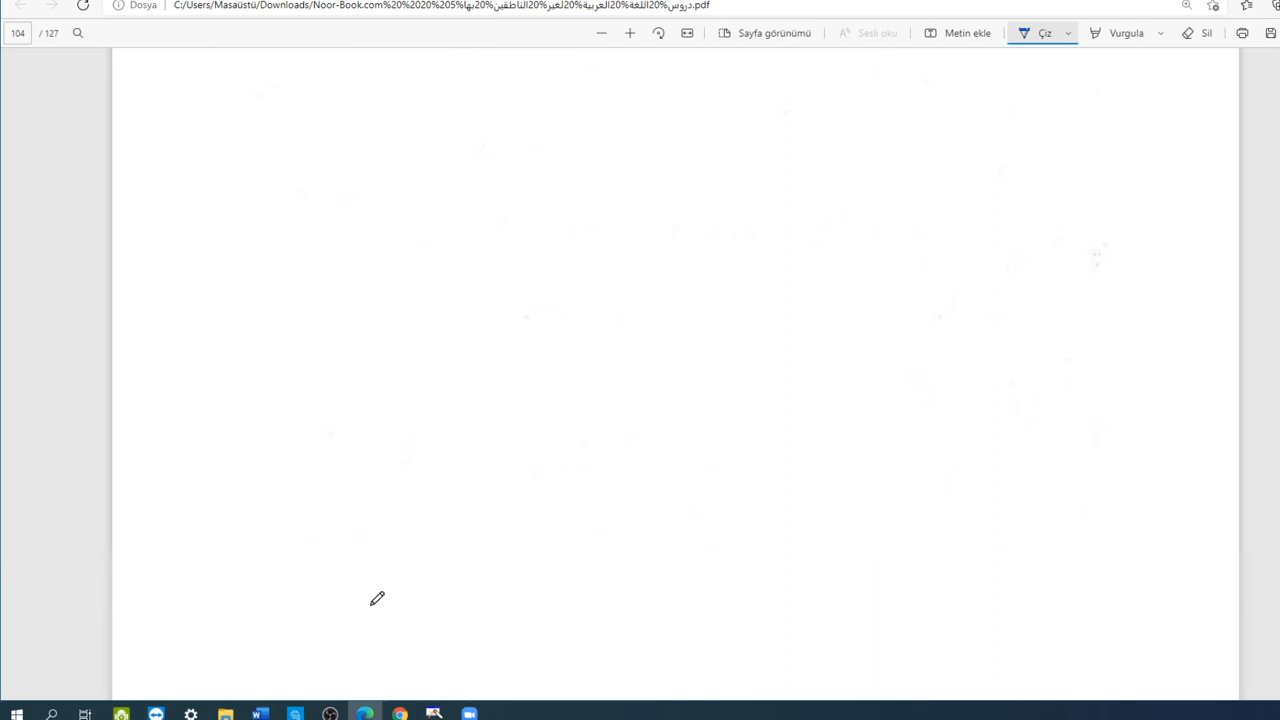 Dosya C:/Users/Masaüstü/Downloads/Noor-Book.com%20%2020%205%دروس%20اللغة%20العربية%20لغير%20الناطقين%20بها.pdf
104 / 127 Sayfa görünümü Sesli oku Metin ekle Çiz Vurgula Sil